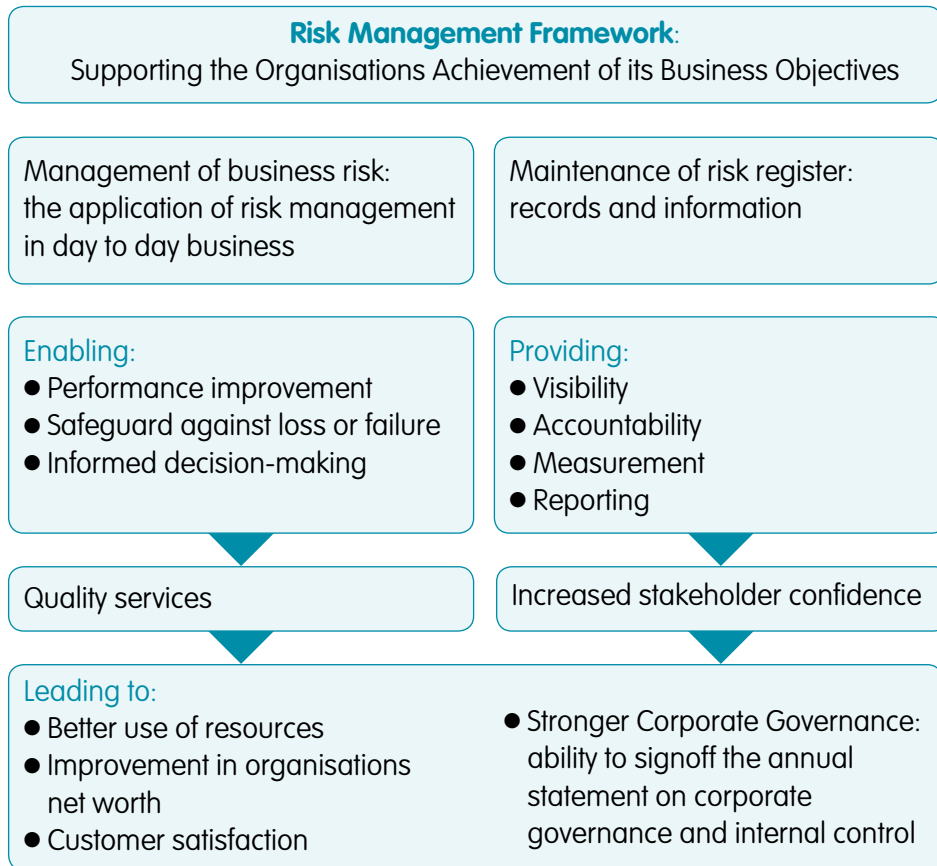 Risk Management Framework:
Supporting the Organisations Achievement of its Business Objectives
Management of business risk:
the application of risk management
in day to day business
Maintenance of risk register:
records and information
Enabling:
● Performance improvement
● Safeguard against loss or failure
● Informed decision-making
Providing:
● Visibility
● Accountability
● Measurement
● Reporting
Quality services
Increased stakeholder confidence
Leading to:
● Better use of resources
● Improvement in organisations
net worth
● Customer satisfaction
● Stronger Corporate Governance:
ability to signoff the annual
statement on corporate
governance and internal control